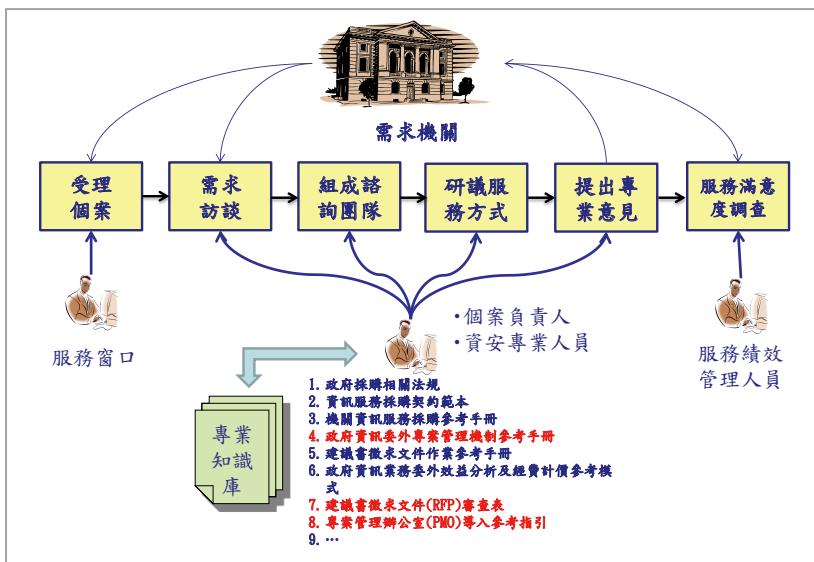 需求機關
受理
個案
需求
訪談
組成諮
詢團隊
研議服
務方式
提出專
業意見
服務滿意
度調查
服務窗口
•個案負責人
•資安專業人員
服務績效
管理人員
專業
知識
庫
1. 政府採購相關法規
2. 資訊服務採購契約範本
3. 機關資訊服務採購參考手冊
4. 政府資訊委外專案管理機制參考手冊
5. 建議書徵求文件作業參考手冊
6. 政府資訊業務委外效益分析及經費計價參考模
式
7. 建議書徵求文件(RFP)審查表
8. 專案管理辦公室(PMO)導入參考指引
9. …